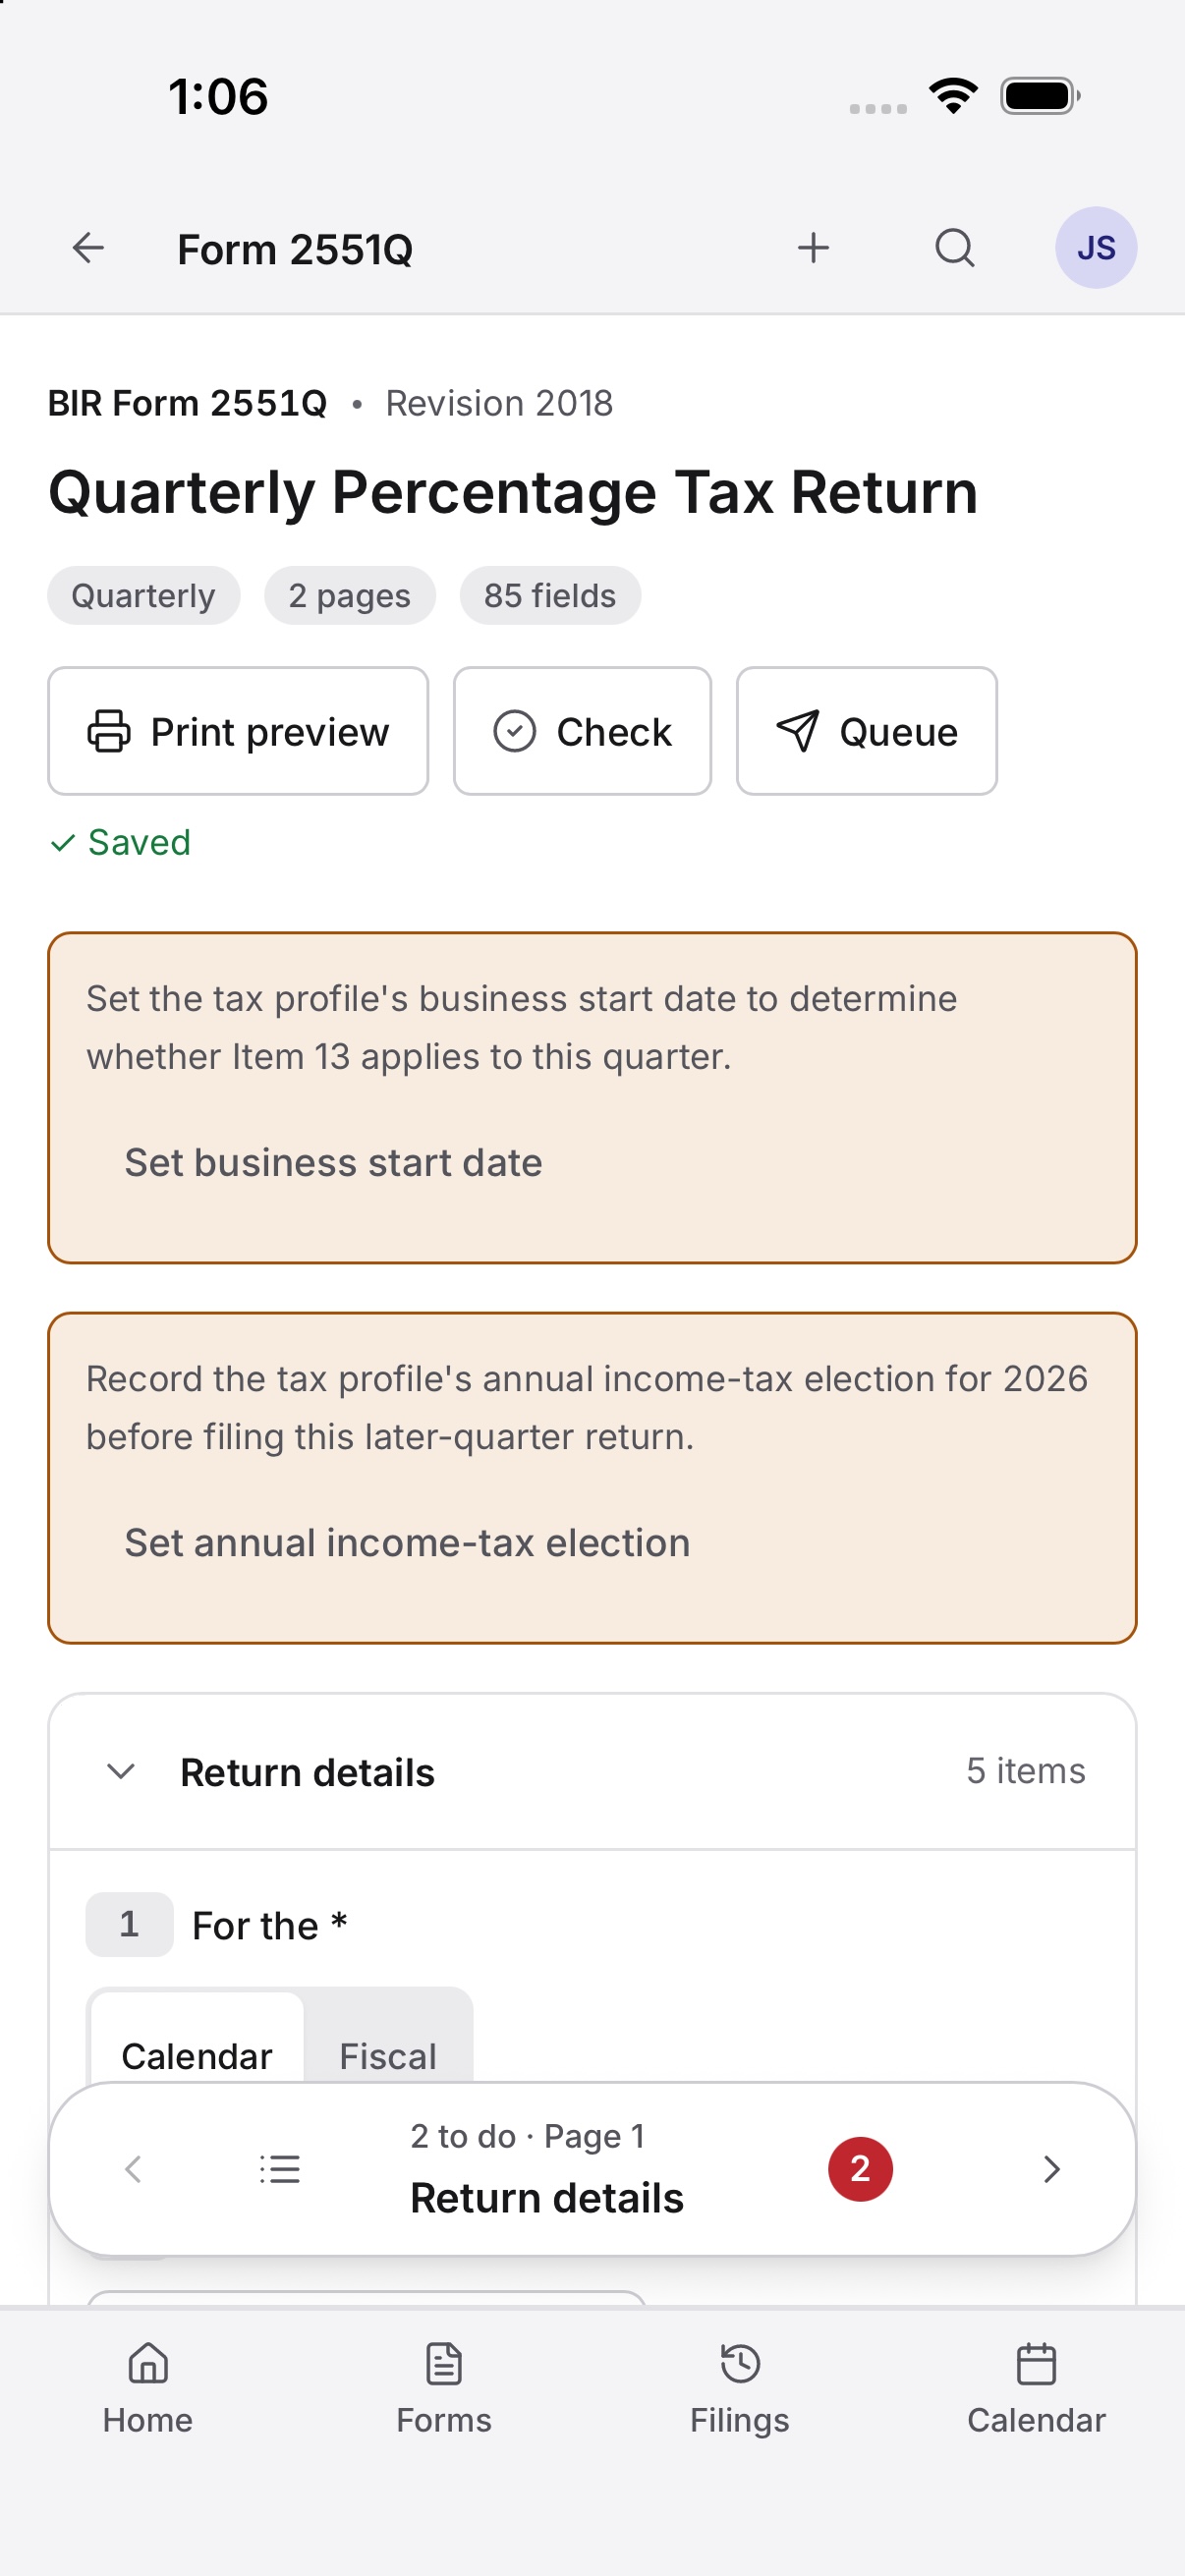 1:06
Form 2551Q
JS
BIR Form 2551Q • Revision 2018
Quarterly Percentage Tax Return
Quarterly
2 pages
85 fields
Print preview
Check
Queue
Saved
Set the tax profile's business start date to determine
whether Item 13 applies to this quarter.
Set business start date
Record the tax profile's annual income-tax election for 2026
before filing this later-quarter return.
Set annual income-tax election
Return details
5 items
1 For the *
Calendar
Fiscal
2 to do · Page 1
Return details
2
Home
Forms
Filings
Calendar